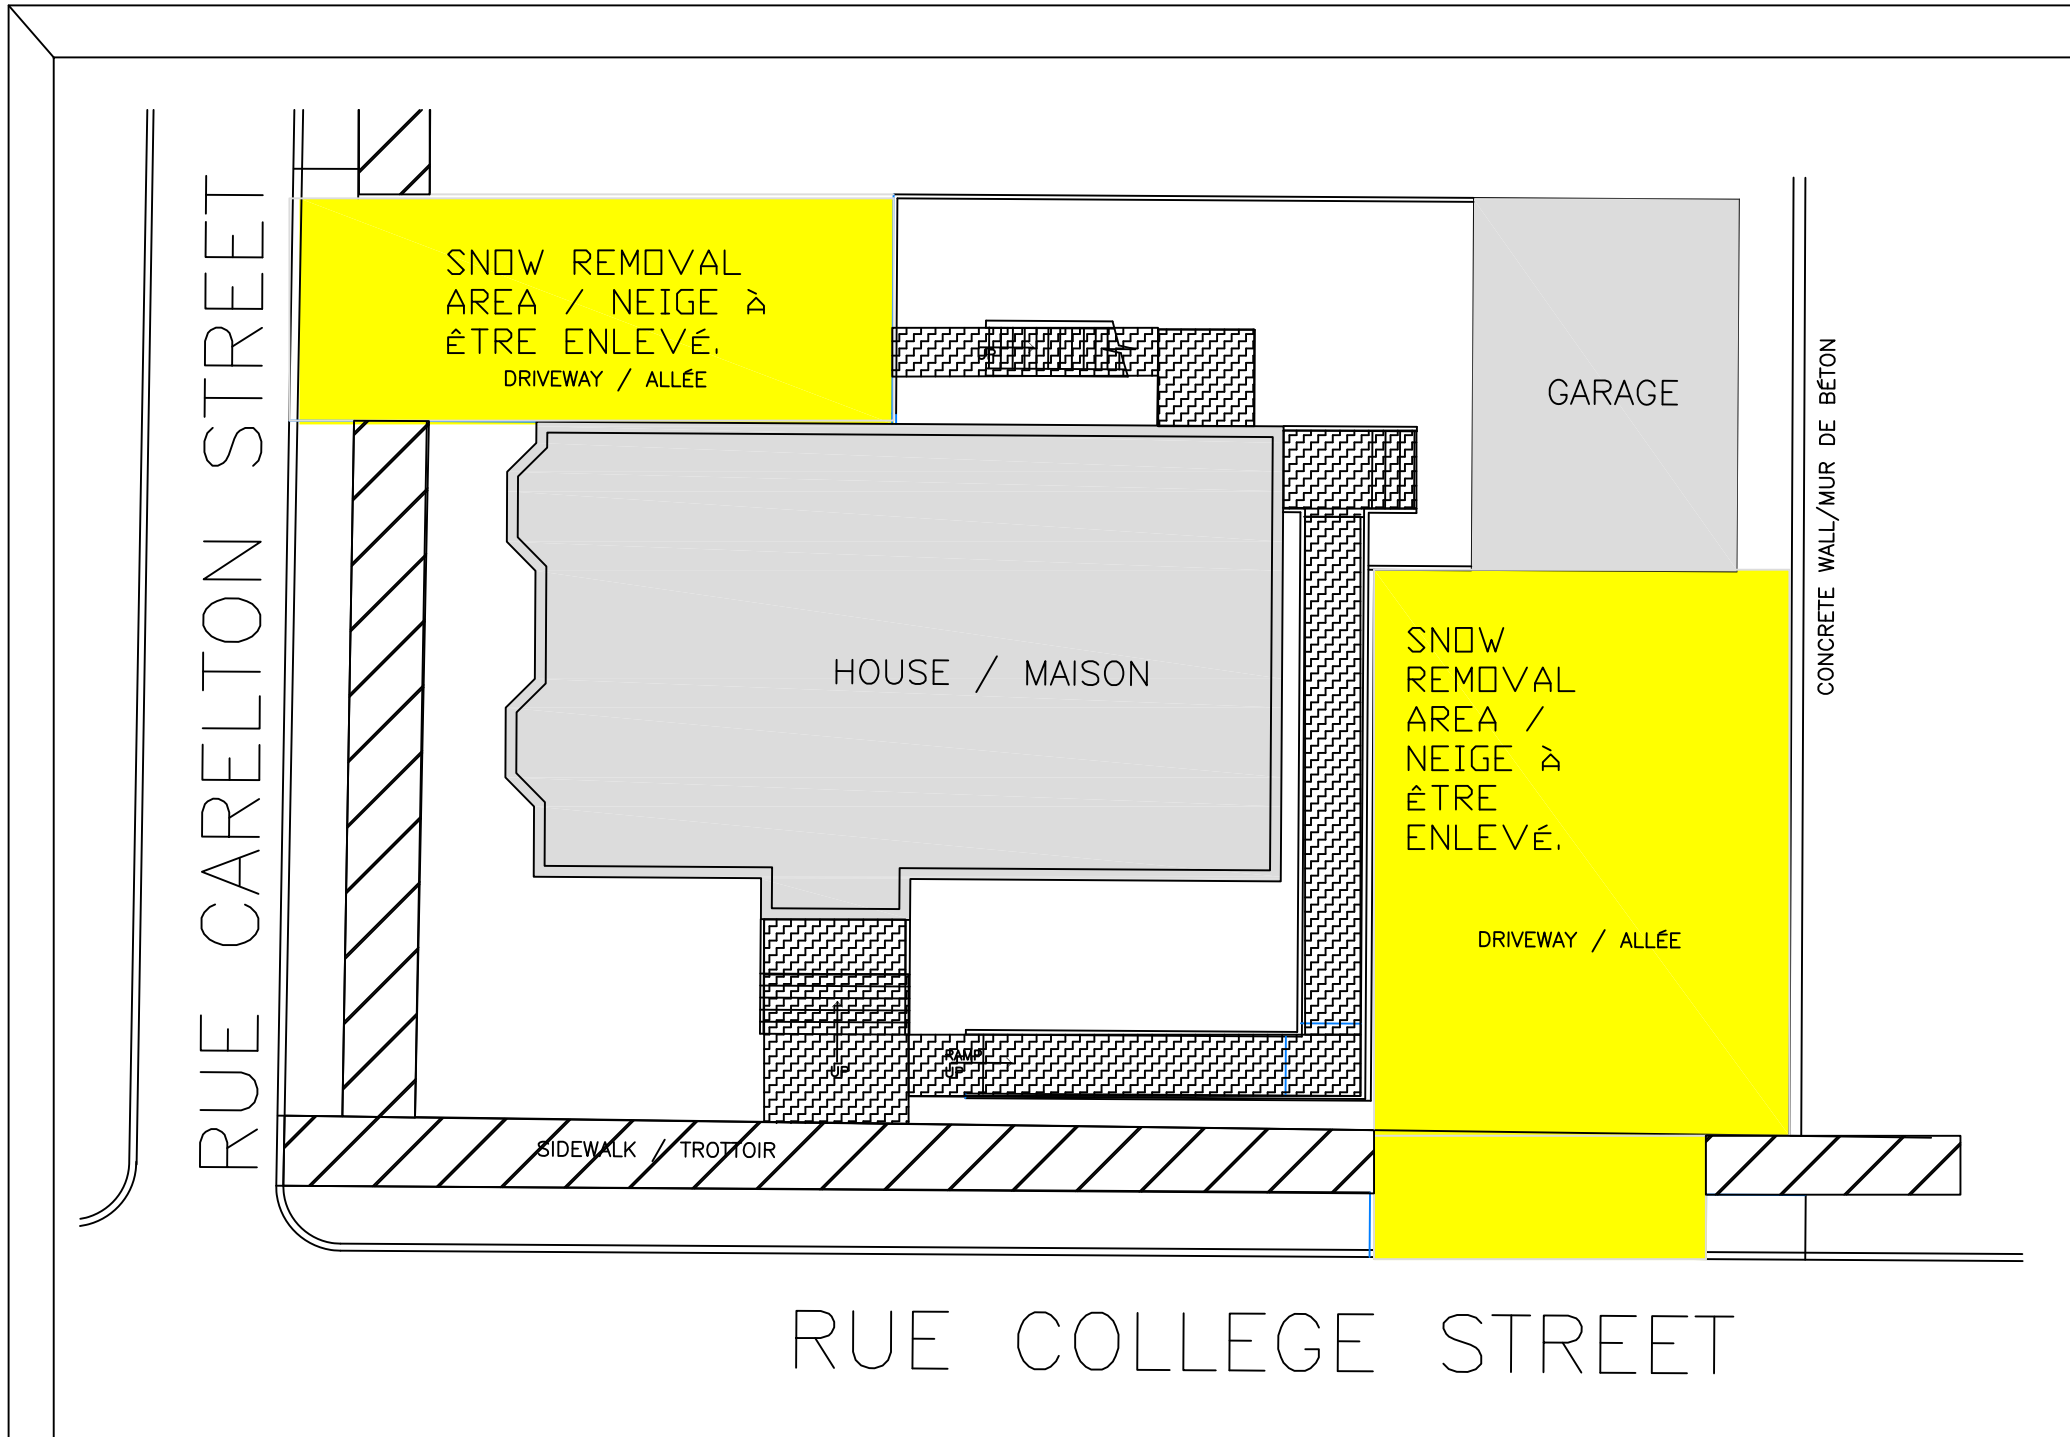 RUE CARELTON STREET
SNOW REMOVAL
AREA / NEIGE À
ÊTRE ENLEVÉ.
DRIVEWAY / ALLÉE
UP
GARAGE
CONCRETE WALL/MUR DE BÉTON
HOUSE / MAISON
SNOW
REMOVAL
AREA /
NEIGE À
ÊTRE
ENLEVÉ.
DRIVEWAY / ALLÉE
UP
RAMP
UP
SIDEWALK / TROTTOIR
RUE COLLEGE STREET